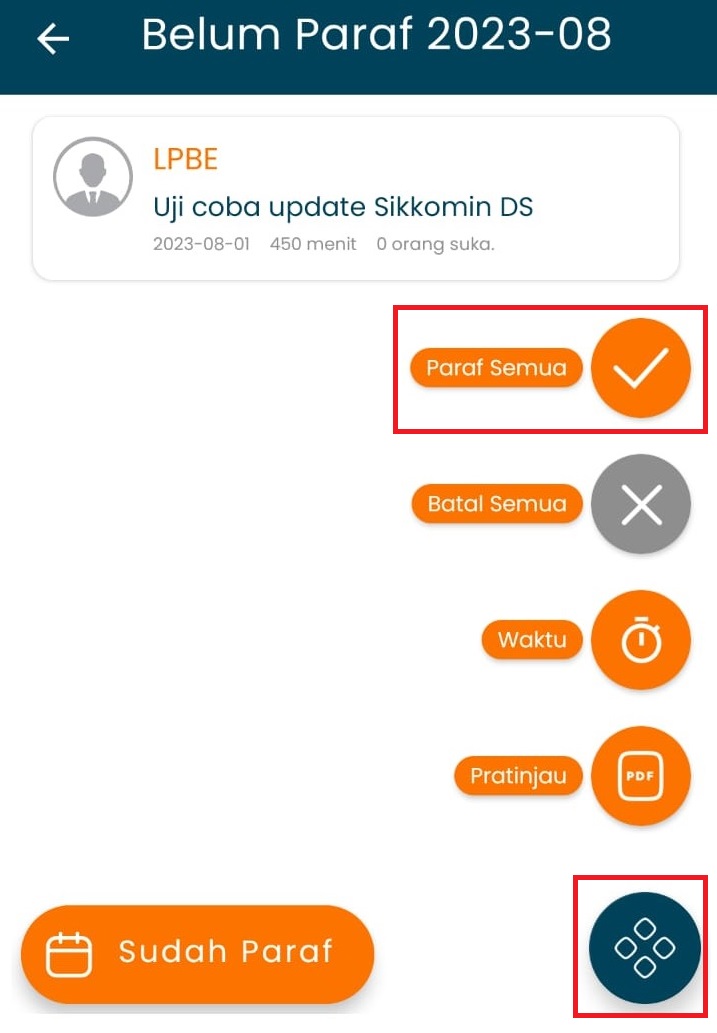 Belum Paraf 2023-08
LPBE
Uji coba update Sikkomin DS
2023-08-01 450 menit 0 orang suka.
Paraf Semua
Batal Semua
Waktu
Pratinjau
PDF
Sudah Paraf